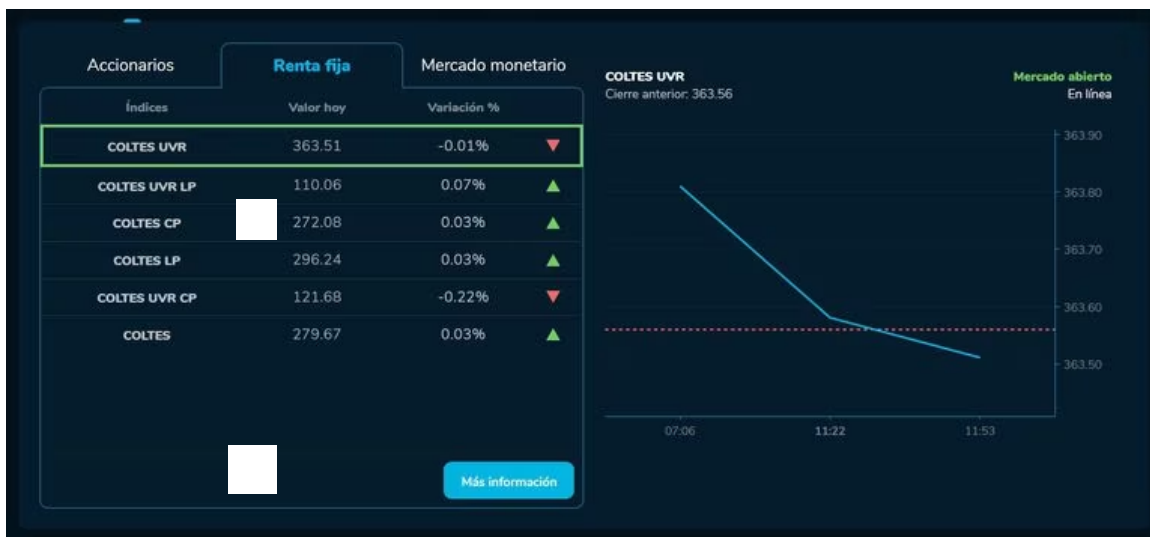 Accionarios Renta fija Mercado monetario
Índices Valor hoy Variación %
COLTES UVR 363.51 -0.01%
COLTES UVR LP 110.06 0.07%
COLTES CP 272.08 0.03%
COLTES LP 296.24 0.03%
COLTES UVR CP 121.68 -0.22%
COLTES 279.67 0.03%
Más información
COLTES UVR Mercado abierto
Cierre anterior: 363.56 En línea
363.90
363.80
363.70
363.60
363.50
07:06 11:22 11:53